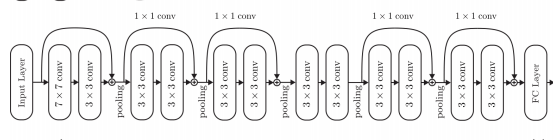 1 × 1 conv
1 × 1 conv
1 × 1 conv
1 × 1 conv
Input Layer
7 × 7 conv
3 × 3 conv
pooling
3 × 3 conv
3 × 3 conv
pooling
3 × 3 conv
3 × 3 conv
pooling
3 × 3 conv
3 × 3 conv
pooling
3 × 3 conv
3 × 3 conv
pooling
3 × 3 conv
3 × 3 conv
FC Layer